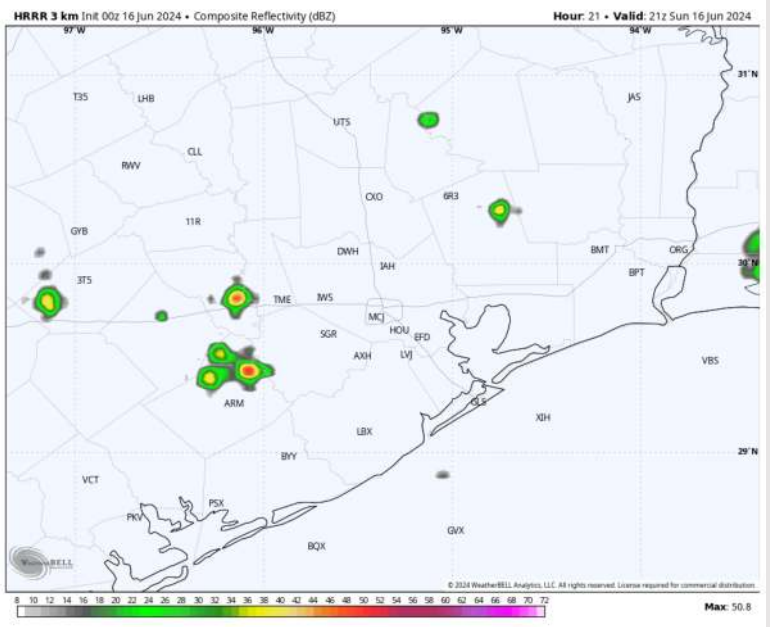 HRRR 3 km Init 00z 16 Jun 2024 • Composite Reflectivity (dBZ) Hour: 21 • Valid: 21z Sun 16 Jun 2024
97°W 96°W 95°W 94°W
31°N
T35 LHB JAS
UTS
CLL
RWV
CXO 6R3
11R
GYB
DWH BMT ORG
IAH 30°N
3T5 BPT
TME IWS
MCJ
SGR HOU EFD
AXH LVJ VBS
ARM GLS
XIH
LBX
BYY 29°N
VCT
PSX
PKV
GVX
BQX
WeatherBELL
© 2024 WeatherBELL Analytics, LLC. All rights reserved. License required for commercial distribution.
8 10 12 14 16 18 20 22 24 26 28 30 32 34 36 38 40 42 44 46 48 50 52 54 56 58 60 62 64 66 68 70 72 Max: 50.8